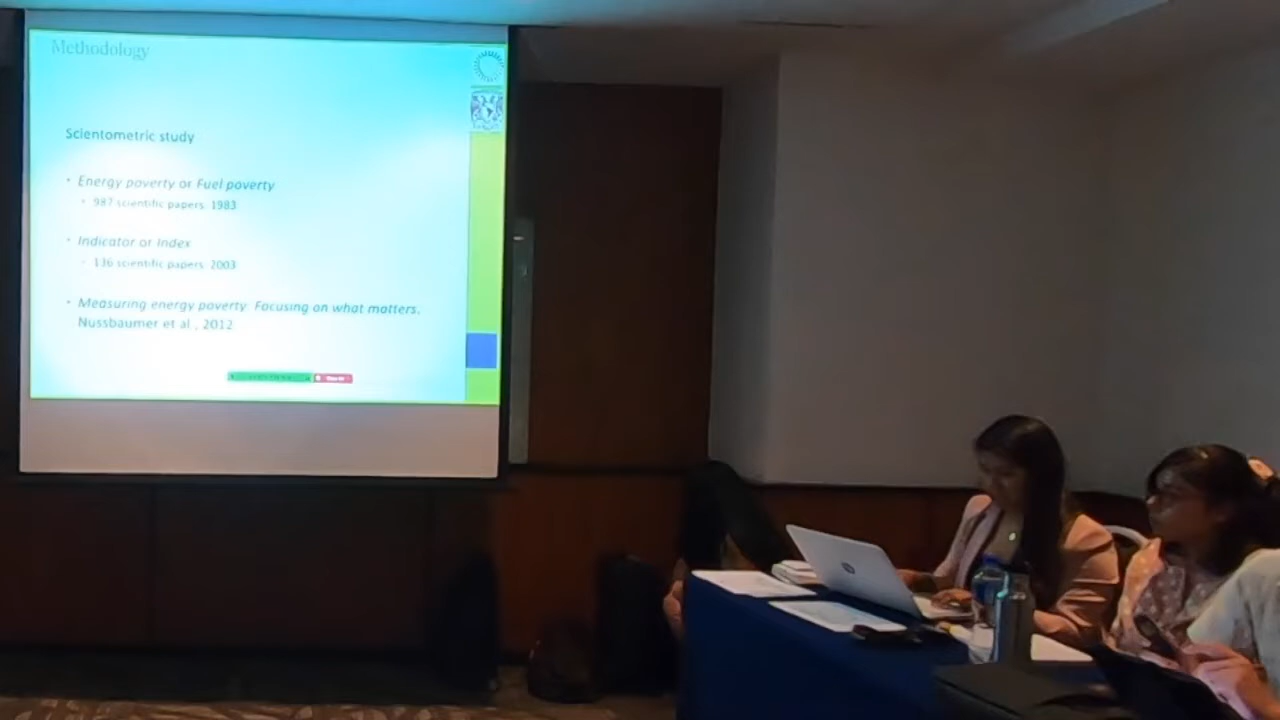 Methodology
Scientometric study
• Energy poverty or Fuel poverty
• 987 scientific papers 1983
• Indicator or Index
136 scientific papers 2003
• Measuring energy poverty: Focusing on what matters.
Nussbaumer et al., 2012